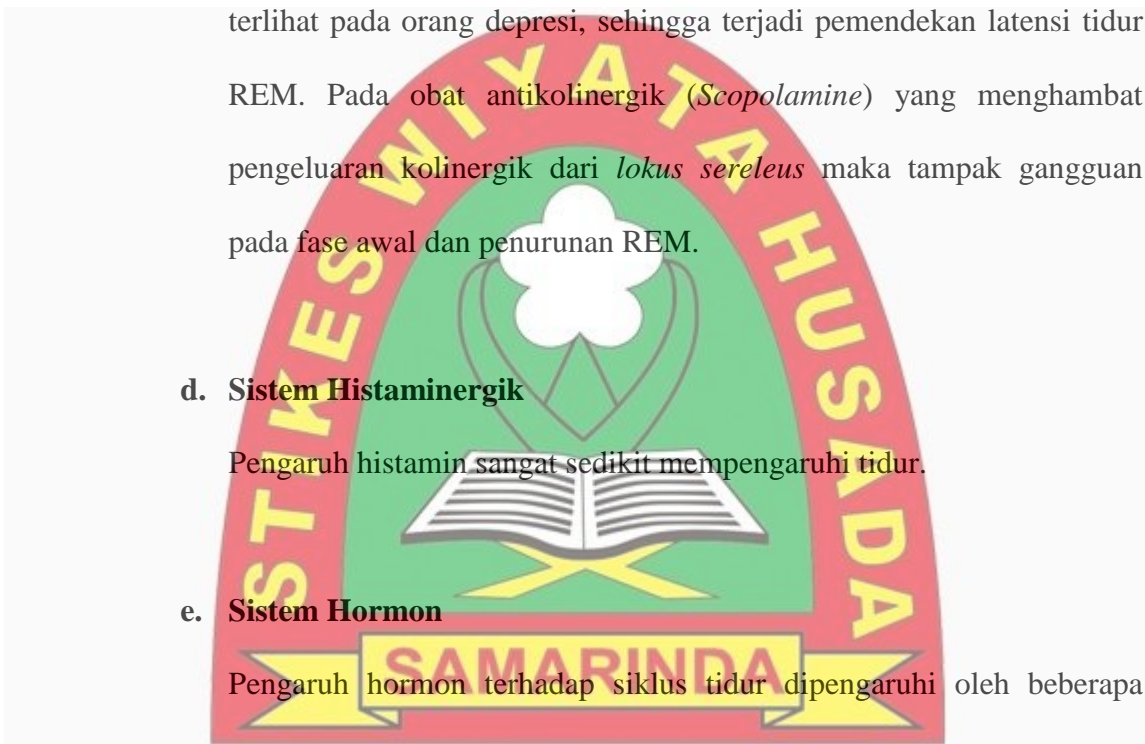 terlihat pada orang depresi, sehingga terjadi pemendekan latensi tidur
REM. Pada obat antikolinergik (Scopolamine) yang menghambat
pengeluaran kolinergik dari lokus sereleus maka tampak gangguan
pada fase awal dan penurunan REM.
d. Sistem Histaminergik
Pengaruh histamin sangat sedikit mempengaruhi tidur.
e. Sistem Hormon
Pengaruh hormon terhadap siklus tidur dipengaruhi oleh beberapa
STIKES WIYATA HUSADA
SAMARINDA